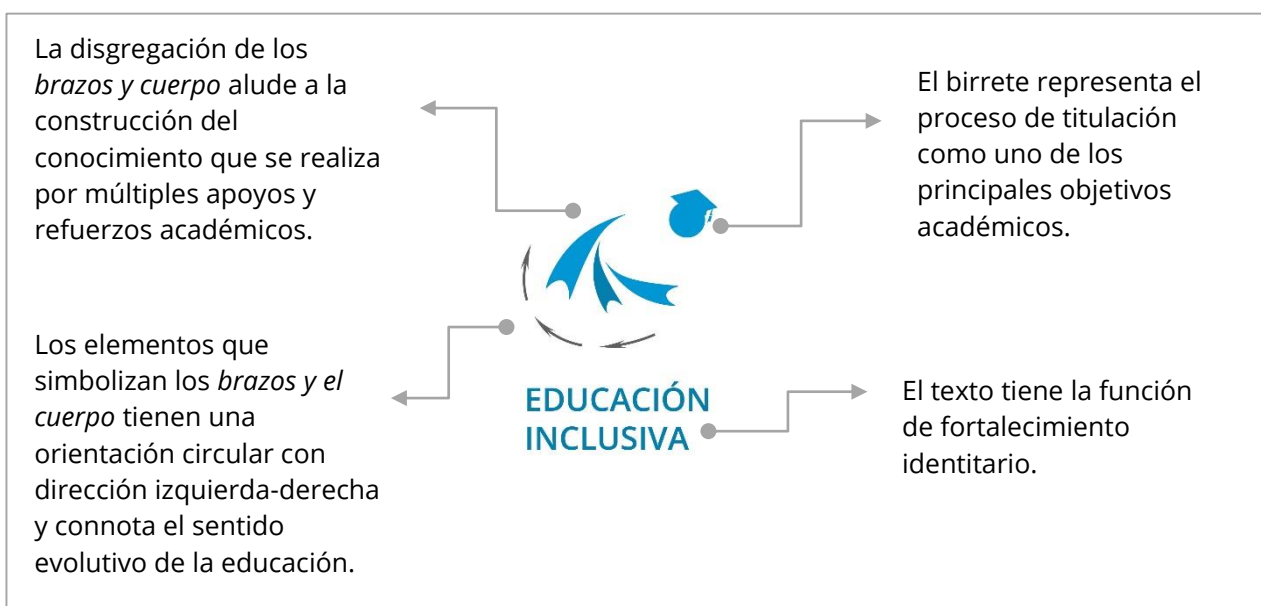 La disgregación de los
brazos y cuerpo alude a la
construcción del
conocimiento que se realiza
por múltiples apoyos y
refuerzos académicos.
El birrete representa el
proceso de titulación
como uno de los
principales objetivos
académicos.
Los elementos que
simbolizan los brazos y el
cuerpo tienen una
orientación circular con
dirección izquierda-derecha
y connota el sentido
evolutivo de la educación.
EDUCACIÓN
INCLUSIVA
El texto tiene la función
de fortalecimiento
identitario.